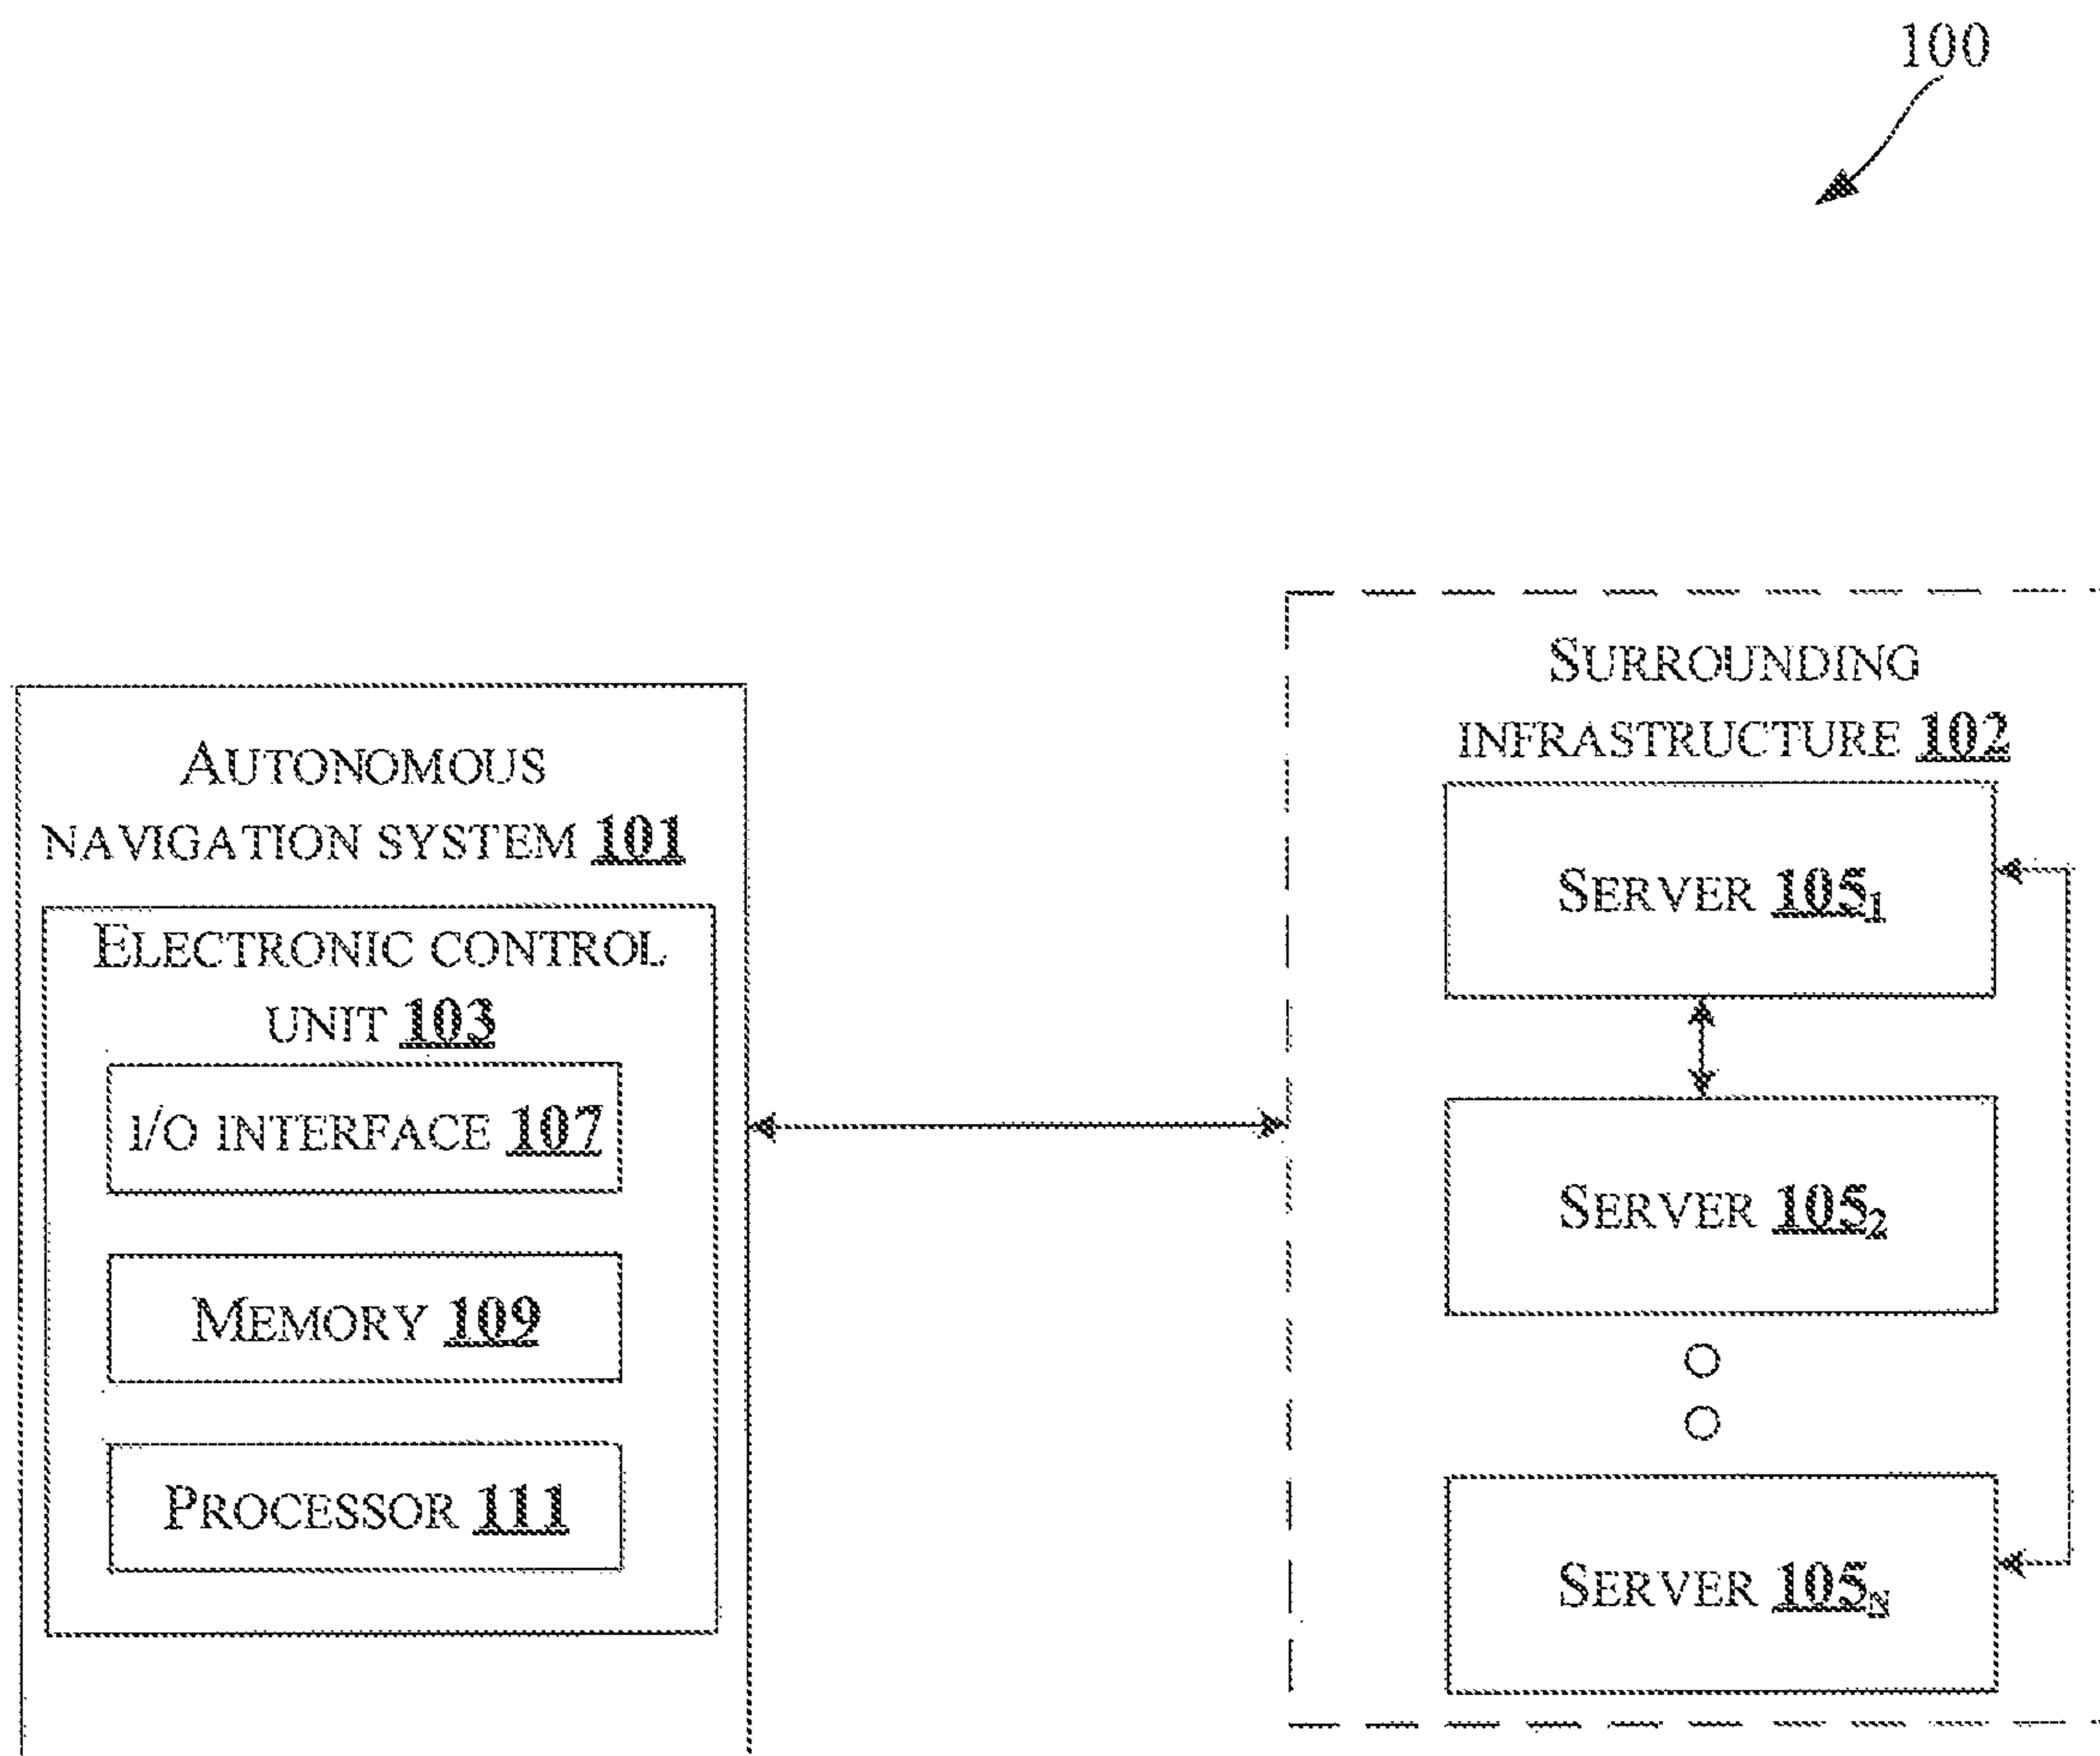 100
AUTONOMOUS
NAVIGATION SYSTEM 101
ELECTRONIC CONTROL
UNIT 103
I/O INTERFACE 107
MEMORY 109
PROCESSOR 111
SURROUNDING
INFRASTRUCTURE 102
SERVER 105₁
SERVER 105₂
SERVER 105_N